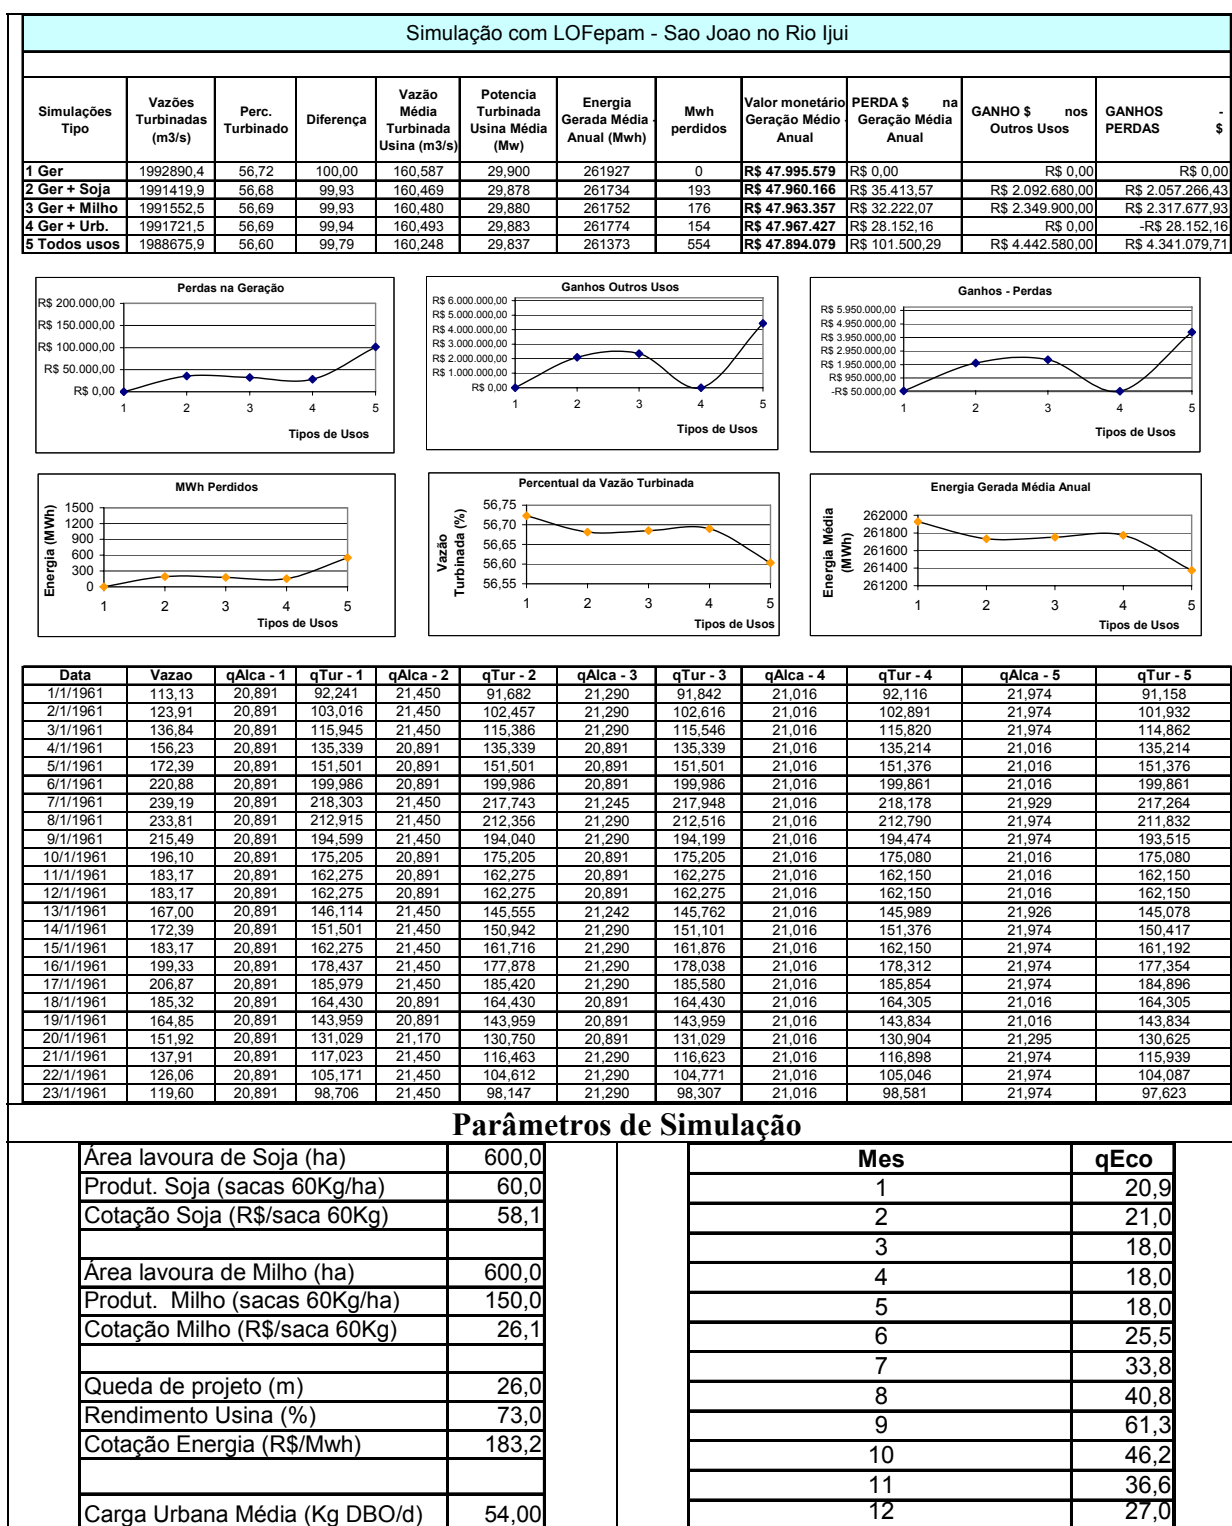 Simulação com LOFepam - Sao Joao no Rio Ijui
Simulações Tipo | Vazões Turbinadas (m3/s) | Perc. Turbinado | Diferença | Vazão Média Turbinada Usina (m3/s) | Potencia Turbinada Usina Média (Mw) | Energia Gerada Média - Anual (Mwh) | Mwh perdidos | Valor monetário Geração Médio - Anual | PERDA $ na Geração Média Anual | GANHO $ nos Outros Usos | GANHOS - PERDAS $
1 Ger | 1992890,4 | 56,72 | 100,00 | 160,587 | 29,900 | 261927 | 0 | R$ 47.995.579 | R$ 0,00 | R$ 0,00 | R$ 0,00
2 Ger + Soja | 1991419,9 | 56,68 | 99,93 | 160,469 | 29,878 | 261734 | 193 | R$ 47.960.166 | R$ 35.413,57 | R$ 2.092.680,00 | R$ 2.057.266,43
3 Ger + Milho | 1991552,5 | 56,69 | 99,93 | 160,480 | 29,880 | 261752 | 176 | R$ 47.963.357 | R$ 32.222,07 | R$ 2.349.900,00 | R$ 2.317.677,93
4 Ger + Urb. | 1991721,5 | 56,69 | 99,94 | 160,493 | 29,883 | 261774 | 154 | R$ 47.967.427 | R$ 28.152,16 | R$ 0,00 | -R$ 28.152,16
5 Todos usos | 1988675,9 | 56,60 | 99,79 | 160,248 | 29,837 | 261373 | 554 | R$ 47.894.079 | R$ 101.500,29 | R$ 4.442.580,00 | R$ 4.341.079,71
Perdas na Geração
R$ 200.000,00
R$ 150.000,00
R$ 100.000,00
R$ 50.000,00
R$ 0,00
1 2 3 4 5
Tipos de Usos
Ganhos Outros Usos
R$ 6.000.000,00
R$ 5.000.000,00
R$ 4.000.000,00
R$ 3.000.000,00
R$ 2.000.000,00
R$ 1.000.000,00
R$ 0,00
1 2 3 4 5
Tipos de Usos
Ganhos - Perdas
R$ 5.950.000,00
R$ 4.950.000,00
R$ 3.950.000,00
R$ 2.950.000,00
R$ 1.950.000,00
R$ 950.000,00
-R$ 50.000,00
1 2 3 4 5
Tipos de Usos
MWh Perdidos
Energia (MWh)
1500
1200
900
600
300
0
1 2 3 4 5
Tipos de Usos
Percentual da Vazão Turbinada
Vazão Turbinada (%)
56,75
56,70
56,65
56,60
56,55
1 2 3 4 5
Tipos de Usos
Energia Gerada Média Anual
Energia Média (MWh)
262000
261800
261600
261400
261200
1 2 3 4 5
Tipos de Usos
Data | Vazao | qAlca - 1 | qTur - 1 | qAlca - 2 | qTur - 2 | qAlca - 3 | qTur - 3 | qAlca - 4 | qTur - 4 | qAlca - 5 | qTur - 5
1/1/1961 | 113,13 | 20,891 | 92,241 | 21,450 | 91,682 | 21,290 | 91,842 | 21,016 | 92,116 | 21,974 | 91,158
2/1/1961 | 123,91 | 20,891 | 103,016 | 21,450 | 102,457 | 21,290 | 102,616 | 21,016 | 102,891 | 21,974 | 101,932
3/1/1961 | 136,84 | 20,891 | 115,945 | 21,450 | 115,386 | 21,290 | 115,546 | 21,016 | 115,820 | 21,974 | 114,862
4/1/1961 | 156,23 | 20,891 | 135,339 | 20,891 | 135,339 | 20,891 | 135,339 | 21,016 | 135,214 | 21,016 | 135,214
5/1/1961 | 172,39 | 20,891 | 151,501 | 20,891 | 151,501 | 20,891 | 151,501 | 21,016 | 151,376 | 21,016 | 151,376
6/1/1961 | 220,88 | 20,891 | 199,986 | 20,891 | 199,986 | 20,891 | 199,986 | 21,016 | 199,861 | 21,016 | 199,861
7/1/1961 | 239,19 | 20,891 | 218,303 | 21,450 | 217,743 | 21,245 | 217,948 | 21,016 | 218,178 | 21,929 | 217,264
8/1/1961 | 233,81 | 20,891 | 212,915 | 21,450 | 212,356 | 21,290 | 212,516 | 21,016 | 212,790 | 21,974 | 211,832
9/1/1961 | 215,49 | 20,891 | 194,599 | 21,450 | 194,040 | 21,290 | 194,199 | 21,016 | 194,474 | 21,974 | 193,515
10/1/1961 | 196,10 | 20,891 | 175,205 | 20,891 | 175,205 | 20,891 | 175,205 | 21,016 | 175,080 | 21,016 | 175,080
11/1/1961 | 183,17 | 20,891 | 162,275 | 20,891 | 162,275 | 20,891 | 162,275 | 21,016 | 162,150 | 21,016 | 162,150
12/1/1961 | 183,17 | 20,891 | 162,275 | 20,891 | 162,275 | 20,891 | 162,275 | 21,016 | 162,150 | 21,016 | 162,150
13/1/1961 | 167,00 | 20,891 | 146,114 | 21,450 | 145,555 | 21,242 | 145,762 | 21,016 | 145,989 | 21,926 | 145,078
14/1/1961 | 172,39 | 20,891 | 151,501 | 21,450 | 150,942 | 21,290 | 151,101 | 21,016 | 151,376 | 21,974 | 150,417
15/1/1961 | 183,17 | 20,891 | 162,275 | 21,450 | 161,716 | 21,290 | 161,876 | 21,016 | 162,150 | 21,974 | 161,192
16/1/1961 | 199,33 | 20,891 | 178,437 | 21,450 | 177,878 | 21,290 | 178,038 | 21,016 | 178,312 | 21,974 | 177,354
17/1/1961 | 206,87 | 20,891 | 185,979 | 21,450 | 185,420 | 21,290 | 185,580 | 21,016 | 185,854 | 21,974 | 184,896
18/1/1961 | 185,32 | 20,891 | 164,430 | 20,891 | 164,430 | 20,891 | 164,430 | 21,016 | 164,305 | 21,016 | 164,305
19/1/1961 | 164,85 | 20,891 | 143,959 | 20,891 | 143,959 | 20,891 | 143,959 | 21,016 | 143,834 | 21,016 | 143,834
20/1/1961 | 151,92 | 20,891 | 131,029 | 21,170 | 130,750 | 20,891 | 131,029 | 21,016 | 130,904 | 21,295 | 130,625
21/1/1961 | 137,91 | 20,891 | 117,023 | 21,450 | 116,463 | 21,290 | 116,623 | 21,016 | 116,898 | 21,974 | 115,939
22/1/1961 | 126,06 | 20,891 | 105,171 | 21,450 | 104,612 | 21,290 | 104,771 | 21,016 | 105,046 | 21,974 | 104,087
23/1/1961 | 119,60 | 20,891 | 98,706 | 21,450 | 98,147 | 21,290 | 98,307 | 21,016 | 98,581 | 21,974 | 97,623
Parâmetros de Simulação
Área lavoura de Soja (ha) | 600,0
Produt. Soja (sacas 60Kg/ha) | 60,0
Cotação Soja (R$/saca 60Kg) | 58,1
Área lavoura de Milho (ha) | 600,0
Produt. Milho (sacas 60Kg/ha) | 150,0
Cotação Milho (R$/saca 60Kg) | 26,1
Queda de projeto (m) | 26,0
Rendimento Usina (%) | 73,0
Cotação Energia (R$/Mwh) | 183,2
Carga Urbana Média (Kg DBO/d) | 54,00
Mes | qEco
1 | 20,9
2 | 21,0
3 | 18,0
4 | 18,0
5 | 18,0
6 | 25,5
7 | 33,8
8 | 40,8
9 | 61,3
10 | 46,2
11 | 36,6
12 | 27,0